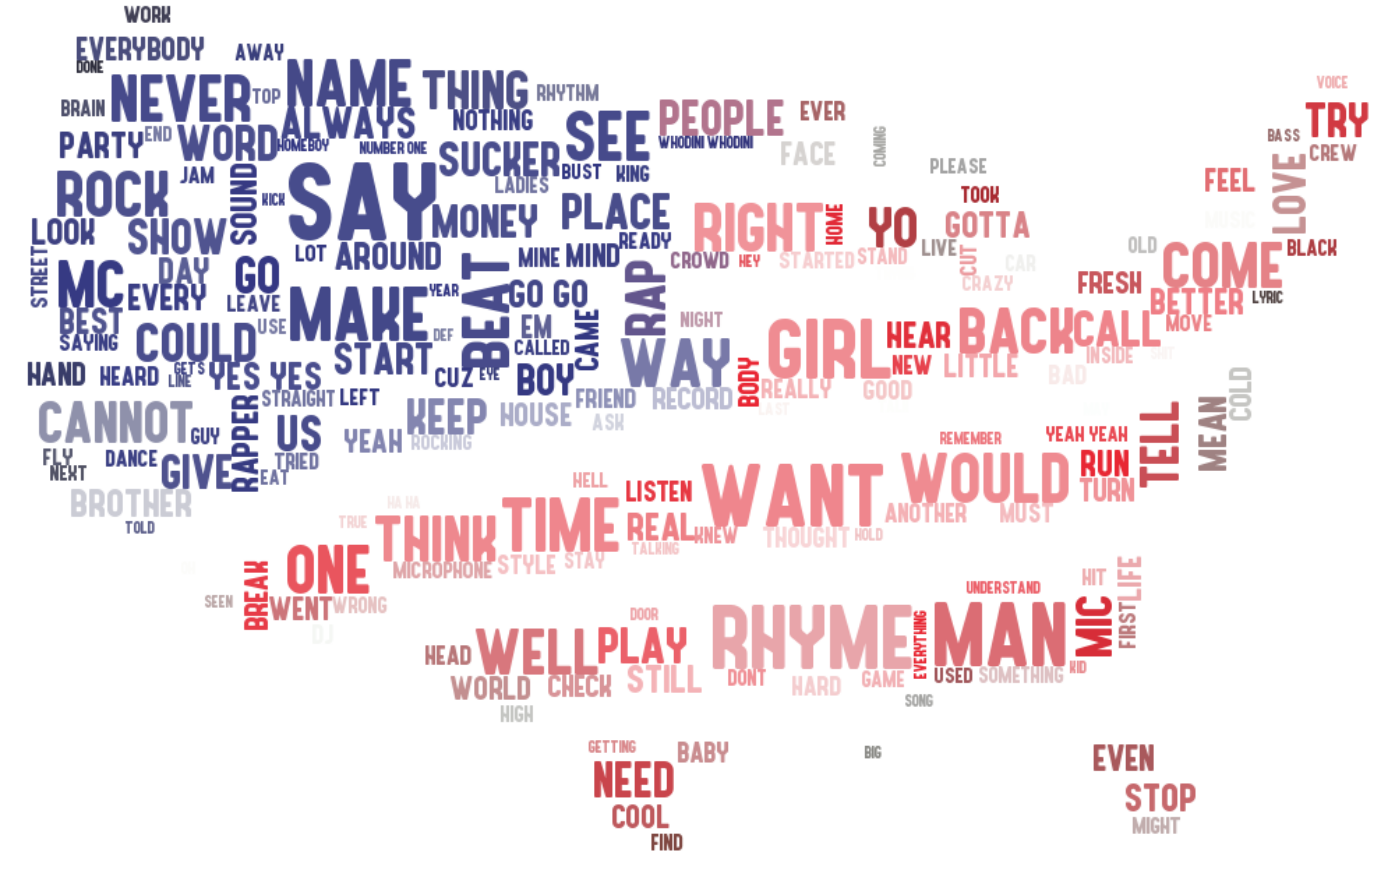 WORK
EVERYBODY
AWAY
DONE
NAME
THING
NEVER
TOP
RHYTHM
BRAIN
PEOPLE
EVER
VOICE
TRY
ALWAYS
NOTHING
SEE
PARTY
END
WORD
HOMEBOY
NUMBER ONE
WHODINI WHODINI
FACE
COMING
BASS
CREW
SUCKER
BUST
KING
PLEASE
JAM
SOUND
KICK
SAY
LADIES
FEEL
LOVE
ROCK
MONEY
PLACE
TOOK
RIGHT
HOME
YO
GOTTA
MUSIC
LOOK
SHOW
READY
LIVE
OLD
BLACK
LOT
AROUND
MINE
MIND
CROWD
HEY
STARTED
STAND
CUT
CAR
COME
STREET
MC
DAY
GO
BEAT
RAP
CRAZY
FRESH
EVERY
LEAVE
YEAR
GO GO
BETTER
LYRIC
BEST
MAKE
EM
CAME
NIGHT
MOVE
SAYING
COULD
USE
DEF
CALLED
GIRL
HEAR
BACK
CALL
INSIDE
SHIT
START
WAY
NEW
LITTLE
BAD
HAND
HEARD
GETS
LINE
YES YES
CUZ
EYE
BOY
BODY
REALLY
GOOD
COLD
STRAIGHT
LEFT
FRIEND
RECORD
LAST
CANNOT
RAPPER
KEEP
HOUSE
ASK
MEAN
GUY
US
YEAH
ROCKING
REMEMBER
YEAH YEAH
TELL
FLY
DANCE
TRIED
RUN
NEXT
GIVE
EAT
HELL
LISTEN
WANT
WOULD
TURN
BROTHER
HA HA
TRUE
TIME
ANOTHER
MUST
TOLD
THINK
REAL
KNEW
THOUGHT
HOLD
TALKING
STYLE
STAY
ONE
MICROPHONE
BREAK
HIT
LIFE
UNDERSTAND
SEEN
WENT
WRONG
DOOR
RHYME
EVERYTHING
MAN
MIC
FIRST
DJ
WELL
PLAY
HEAD
WORLD
CHECK
STILL
DONT
HARD
GAME
USED
SOMETHING
KID
HIGH
SONG
GETTING
BABY
BIG
EVEN
NEED
STOP
COOL
MIGHT
FIND